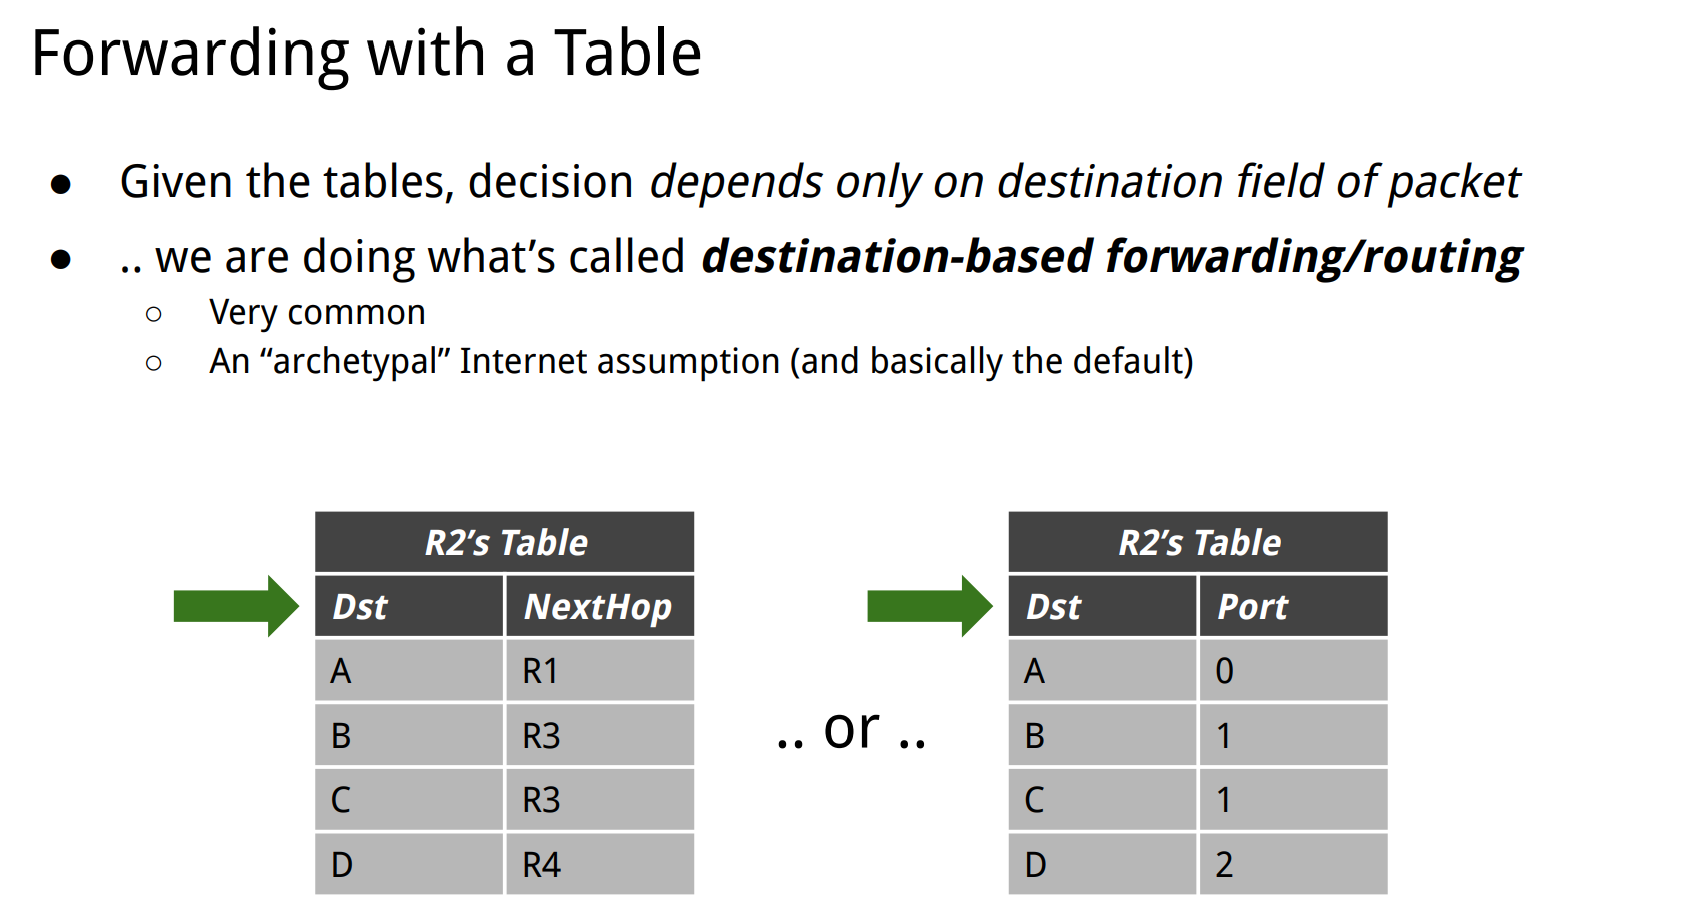 Forwarding with a Table
● Given the tables, decision depends only on destination field of packet
● .. we are doing what’s called destination-based forwarding/routing
○ Very common
○ An “archetypal” Internet assumption (and basically the default)
R2’s Table
Dst NextHop
A R1
B R3
C R3
D R4
.. or ..
R2’s Table
Dst Port
A 0
B 1
C 1
D 2